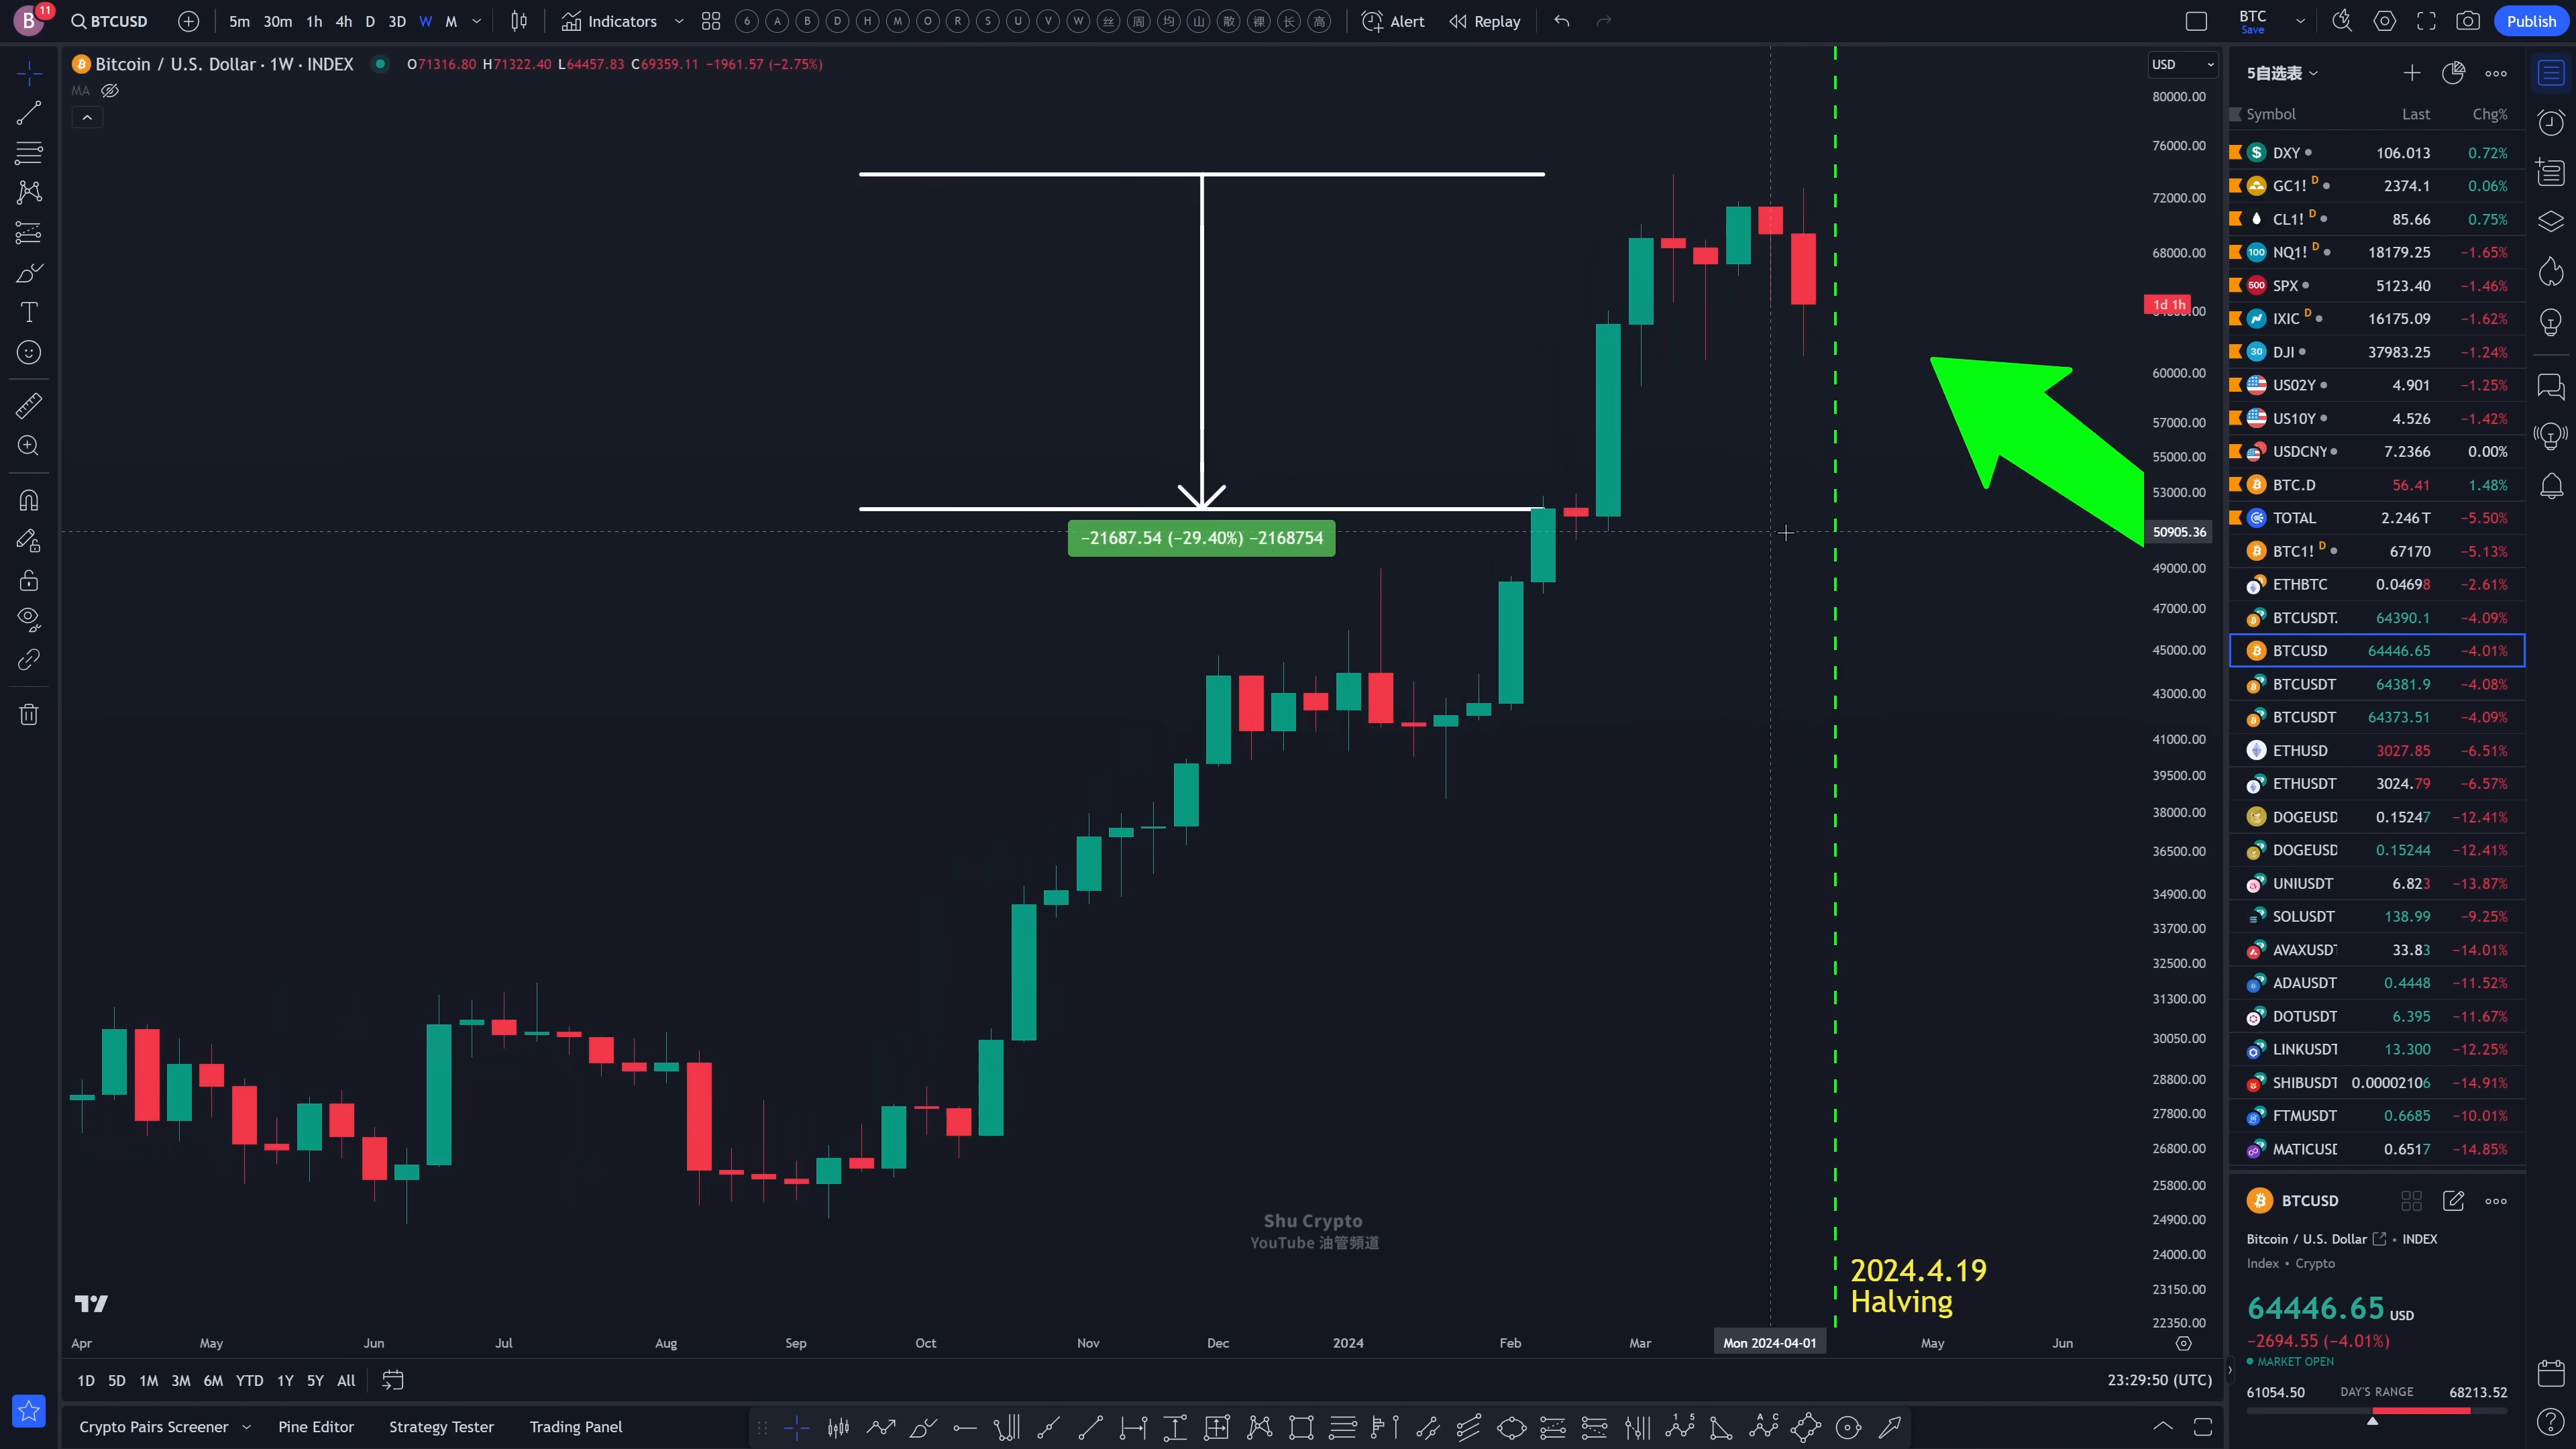 B 11 BTCUSD 5m 30m 1h 4h D 3D W M Indicators 6 A B D H M O R S U V W 丝 周 均 山 散 裸 长 高 Alert Replay BTC Save Publish
Bitcoin / U.S. Dollar · 1W · INDEX O71316.80 H71322.40 L64457.83 C69359.11 −1961.57 (−2.75%)
MA
USD
80000.00
76000.00
72000.00
68000.00
1d 1h
60000.00
57000.00
55000.00
53000.00
50905.36
49000.00
47000.00
45000.00
43000.00
41000.00
39500.00
38000.00
36500.00
34900.00
33700.00
32500.00
31300.00
30050.00
28800.00
27800.00
26800.00
25800.00
24900.00
24000.00
23150.00
22350.00
−21687.54 (−29.40%) −2168754
Shu Crypto
YouTube 油管頻道
2024.4.19
Halving
Apr May Jun Jul Aug Sep Oct Nov Dec 2024 Feb Mar Mon 2024-04-01 May Jun
1D 5D 1M 3M 6M YTD 1Y 5Y All 23:29:50 (UTC)
Crypto Pairs Screener Pine Editor Strategy Tester Trading Panel
5自选表
Symbol Last Chg%
DXY 106.013 0.72%
GC1! D 2374.1 0.06%
CL1! D 85.66 0.75%
100 NQ1! D 18179.25 −1.65%
500 SPX 5123.40 −1.46%
IXIC D 16175.09 −1.62%
30 DJI 37983.25 −1.24%
US02Y 4.901 −1.25%
US10Y 4.526 −1.42%
USDCNY 7.2366 0.00%
BTC.D 56.41 1.48%
TOTAL 2.246 T −5.50%
BTC1! D 67170 −5.13%
ETHBTC 0.04698 −2.61%
BTCUSDT. 64390.1 −4.09%
BTCUSD 64446.65 −4.01%
BTCUSDT 64381.9 −4.08%
BTCUSDT 64373.51 −4.09%
ETHUSD 3027.85 −6.51%
ETHUSDT 3024.79 −6.57%
DOGEUSD 0.15247 −12.41%
DOGEUSD 0.15244 −12.41%
UNIUSDT 6.823 −13.87%
SOLUSDT 138.99 −9.25%
AVAXUSD 33.83 −14.01%
ADAUSDT 0.4448 −11.52%
DOTUSDT 6.395 −11.67%
LINKUSDT 13.300 −12.25%
SHIBUSDT 0.00002106 −14.91%
FTMUSDT 0.6685 −10.01%
MATICUSD 0.6517 −14.85%
BTCUSD
Bitcoin / U.S. Dollar • INDEX
Index • Crypto
64446.65 USD
−2694.55 (−4.01%)
MARKET OPEN
61054.50 DAY'S RANGE 68213.52